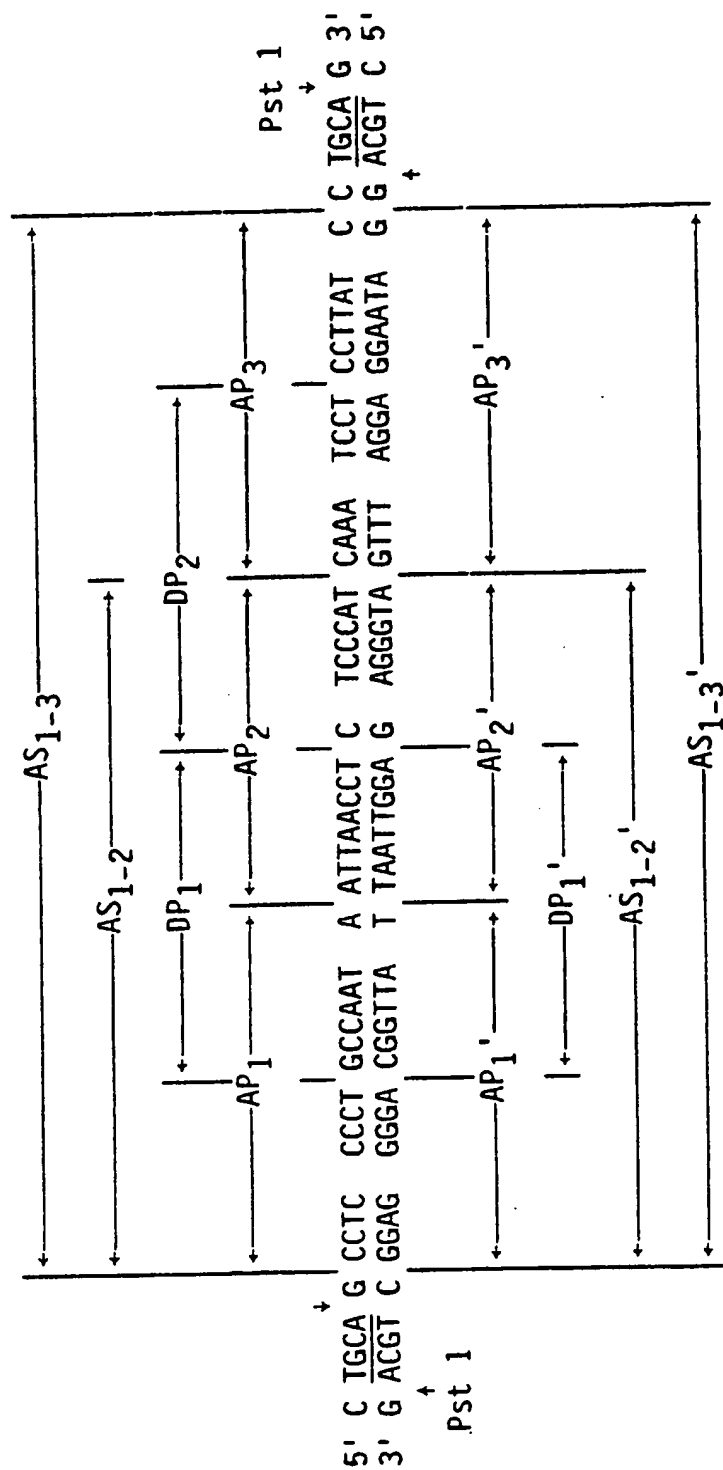 AS1-3
AS1-2
DP1 DP2
AP1 AP2 AP3
Pst 1
5' C TGCA G CCTC CCCT GCCAAT A ATTAACCT C TCCCAT CAAA TCCT CCTTAT C C TGCA G 3'
3' G ACGT C GGAG GGGA CGGTTA T TAATTGGA G AGGGTA GTTT AGGA GGAATA G G ACGT C 5'
Pst 1
AP1' AP2' AP3'
DP1'
AS1-2'
AS1-3'